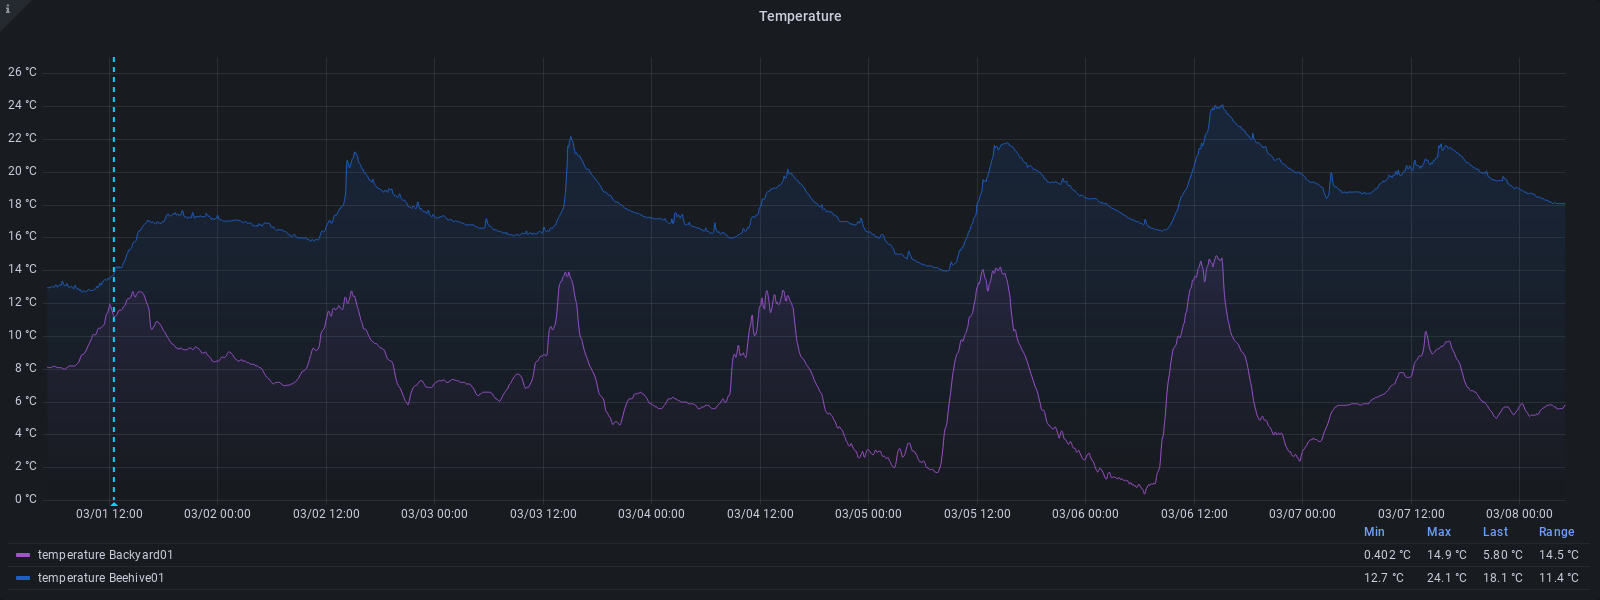 i
Temperature
26 °C
24 °C
22 °C
20 °C
18 °C
16 °C
14 °C
12 °C
10 °C
8 °C
6 °C
4 °C
2 °C
0 °C
03/01 12:00 03/02 00:00 03/02 12:00 03/03 00:00 03/03 12:00 03/04 00:00 03/04 12:00 03/05 00:00 03/05 12:00 03/06 00:00 03/06 12:00 03/07 00:00 03/07 12:00 03/08 00:00
Min Max Last Range
temperature Backyard01 0.402 °C 14.9 °C 5.80 °C 14.5 °C
temperature Beehive01 12.7 °C 24.1 °C 18.1 °C 11.4 °C